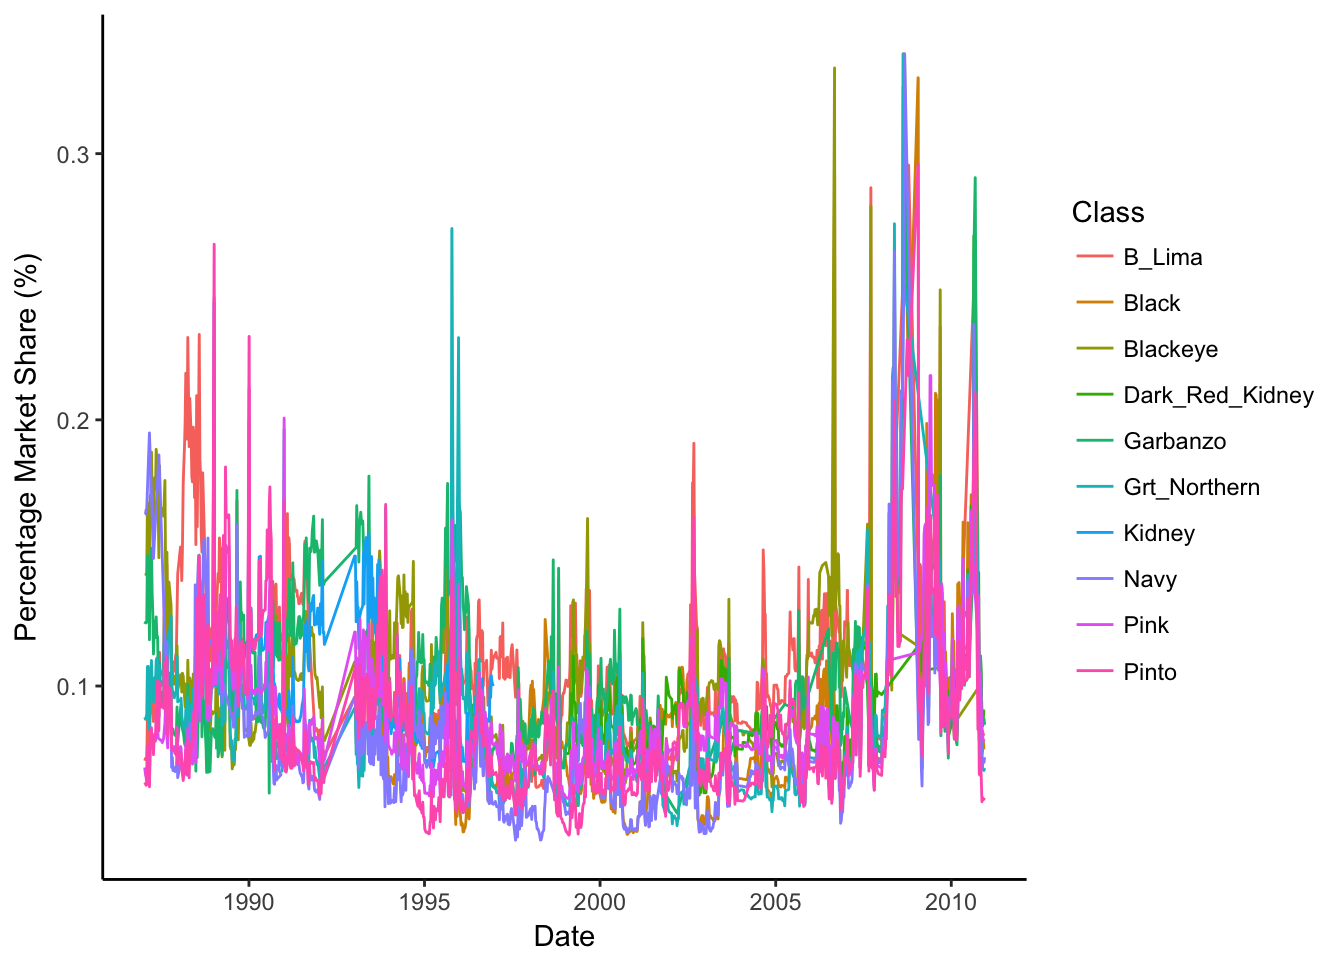 Percentage Market Share (%)
0.3
0.2
0.1
1990 1995 2000 2005 2010
Date
Class
B_Lima
Black
Blackeye
Dark_Red_Kidney
Garbanzo
Grt_Northern
Kidney
Navy
Pink
Pinto